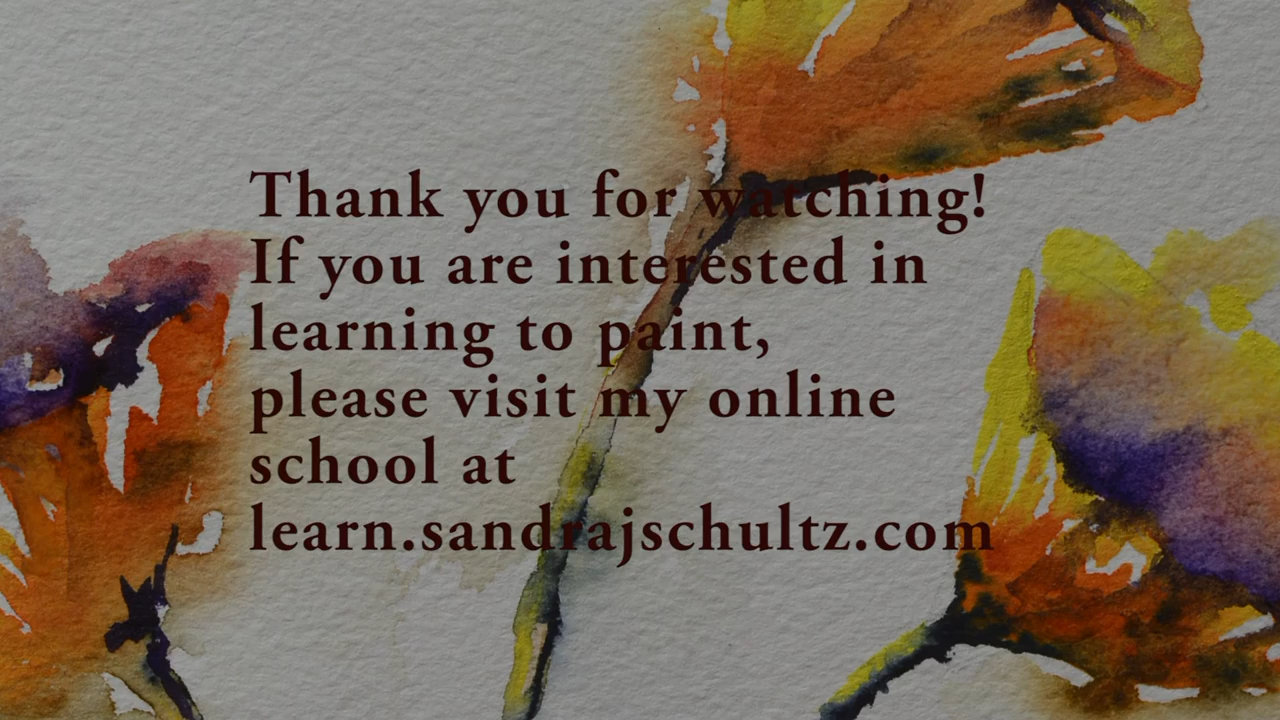 Thank you for watching!
If you are interested in
learning to paint,
please visit my online
school at
learn.sandrajschultz.com